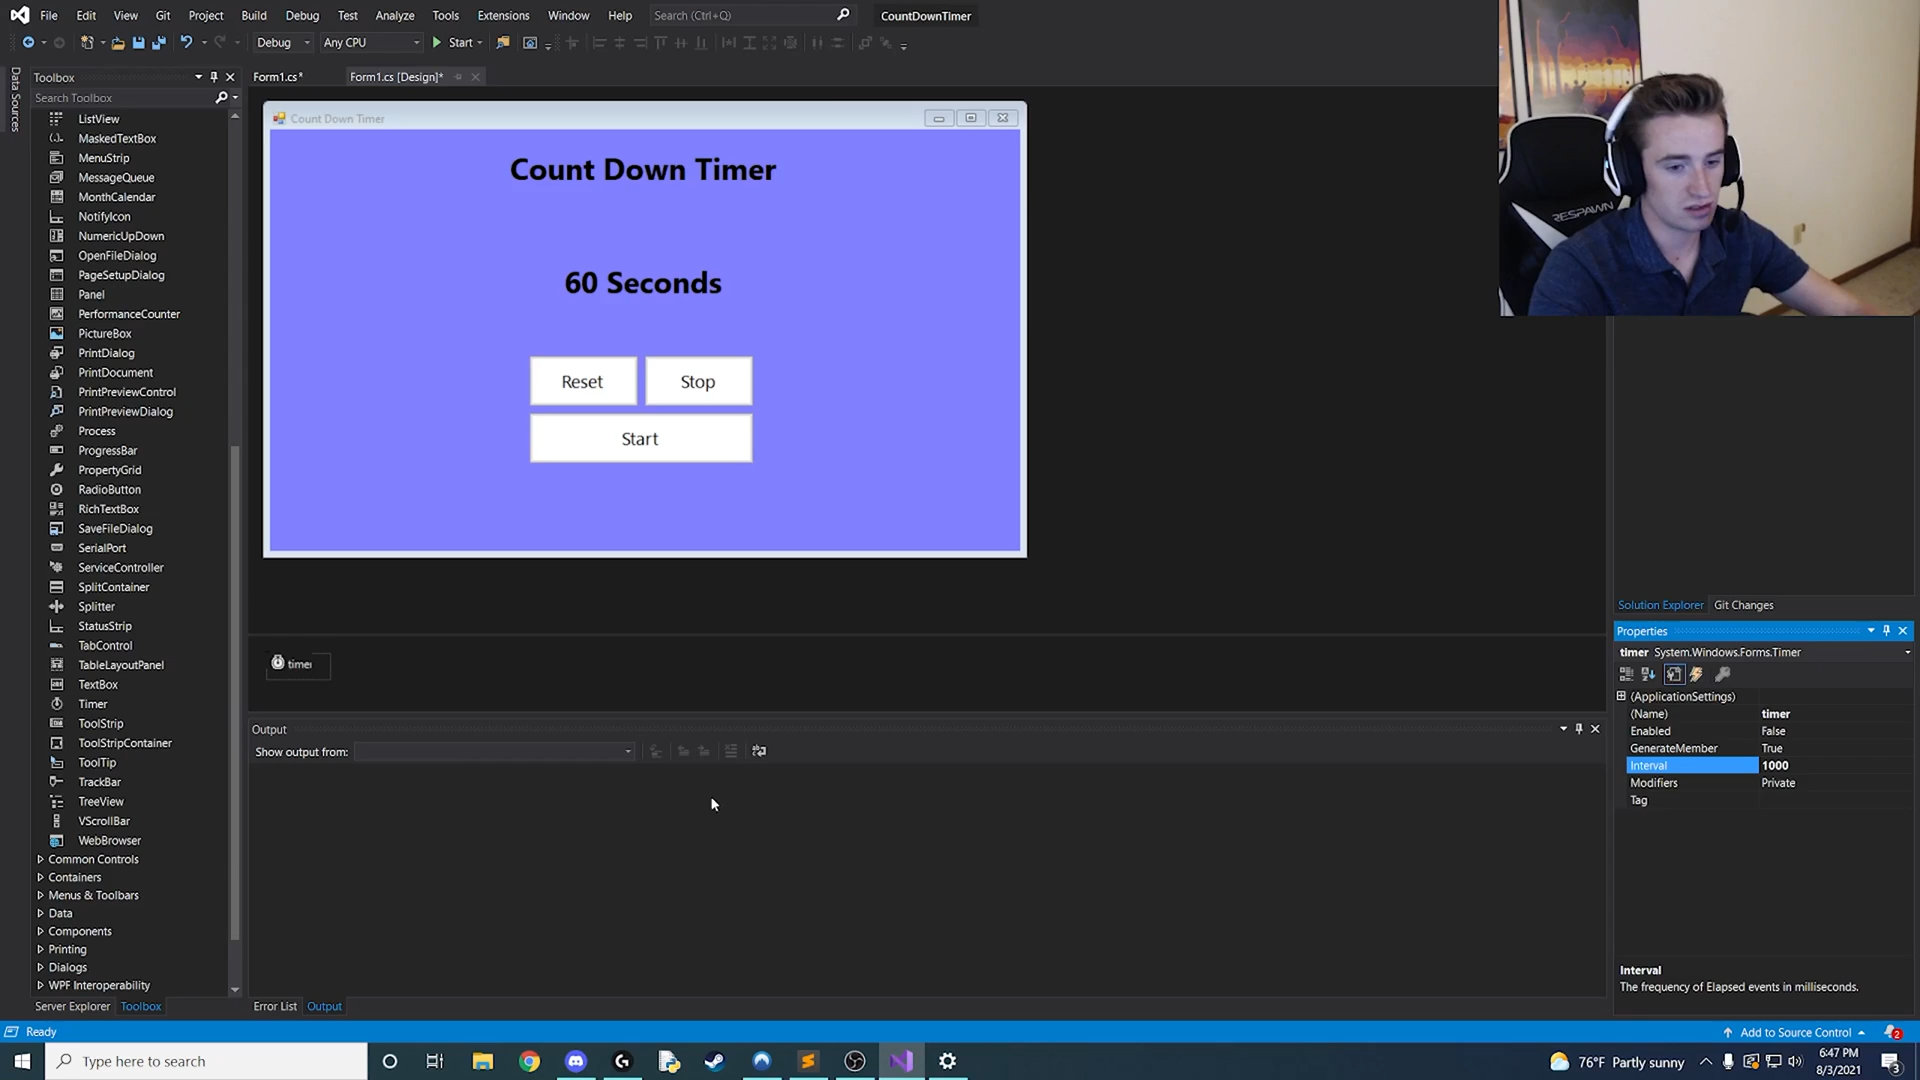 File Edit View Git Project Build Debug Test Analyze Tools Extensions Window Help Search (Ctrl+Q) CountDownTimer
Debug Any CPU Start
Data Sources
Toolbox
Search Toolbox
ListView
MaskedTextBox
MenuStrip
MessageQueue
MonthCalendar
NotifyIcon
NumericUpDown
OpenFileDialog
PageSetupDialog
Panel
PerformanceCounter
PictureBox
PrintDialog
PrintDocument
PrintPreviewControl
PrintPreviewDialog
Process
ProgressBar
PropertyGrid
RadioButton
RichTextBox
SaveFileDialog
SerialPort
ServiceController
SplitContainer
Splitter
StatusStrip
TabControl
TableLayoutPanel
TextBox
Timer
ToolStrip
ToolStripContainer
ToolTip
TrackBar
TreeView
VScrollBar
WebBrowser
Common Controls
Containers
Menus & Toolbars
Data
Components
Printing
Dialogs
WPF Interoperability
Server Explorer Toolbox
Form1.cs* Form1.cs [Design]*
Count Down Timer
Count Down Timer
60 Seconds
Reset Stop
Start
timer
Output
Show output from:
Error List Output
RESPAWN
Solution Explorer Git Changes
Properties
timer System.Windows.Forms.Timer
(ApplicationSettings)
(Name) timer
Enabled False
GenerateMember True
Interval 1000
Modifiers Private
Tag
Interval
The frequency of Elapsed events in milliseconds.
Ready Add to Source Control 2
Type here to search 76°F Partly sunny 6:47 PM
8/3/2021 3